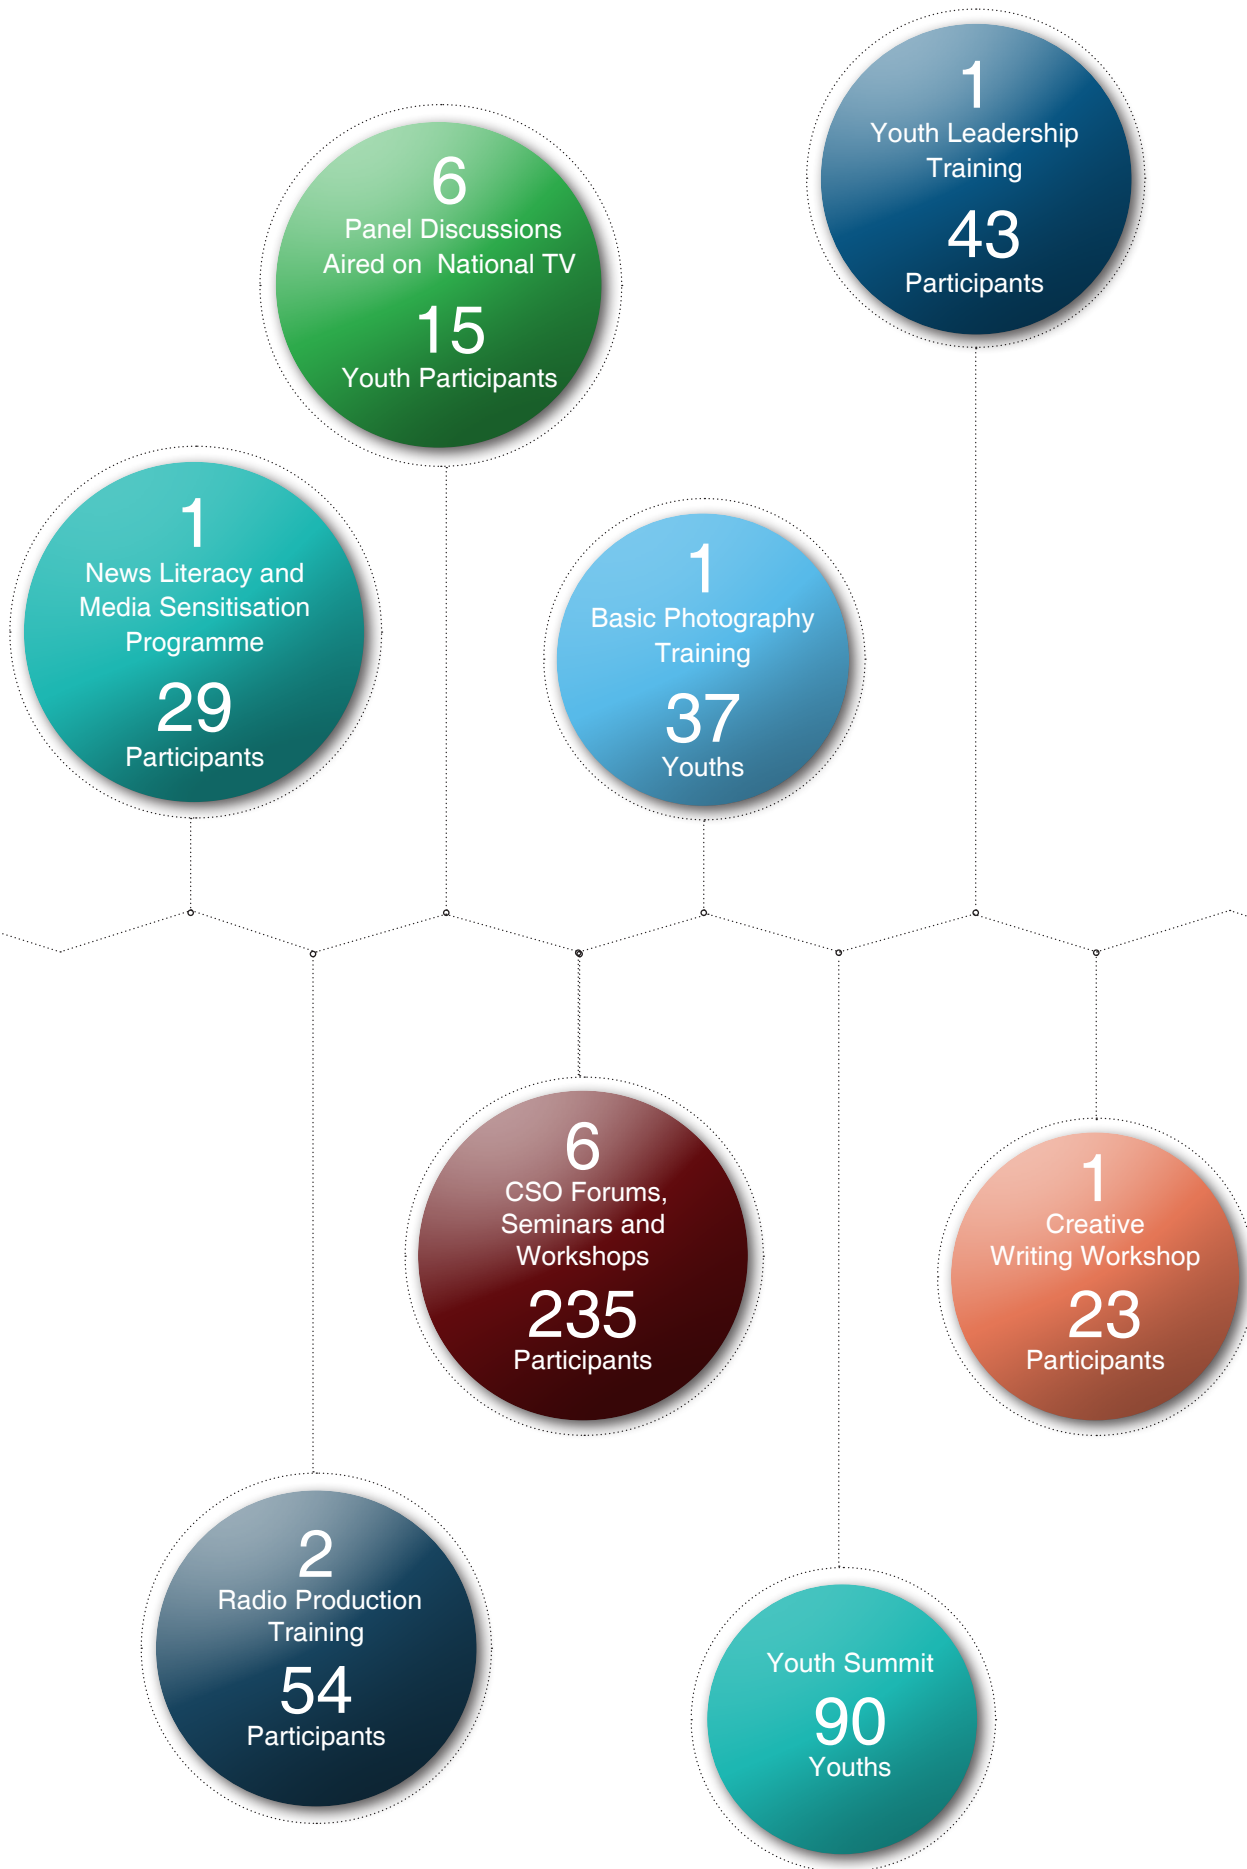 1
Youth Leadership
Training
43
Participants
6
Panel Discussions
Aired on National TV
15
Youth Participants
1
News Literacy and
Media Sensitisation
Programme
29
Participants
1
Basic Photography
Training
37
Youths
6
CSO Forums,
Seminars and
Workshops
235
Participants
1
Creative
Writing Workshop
23
Participants
2
Radio Production
Training
54
Participants
Youth Summit
90
Youths